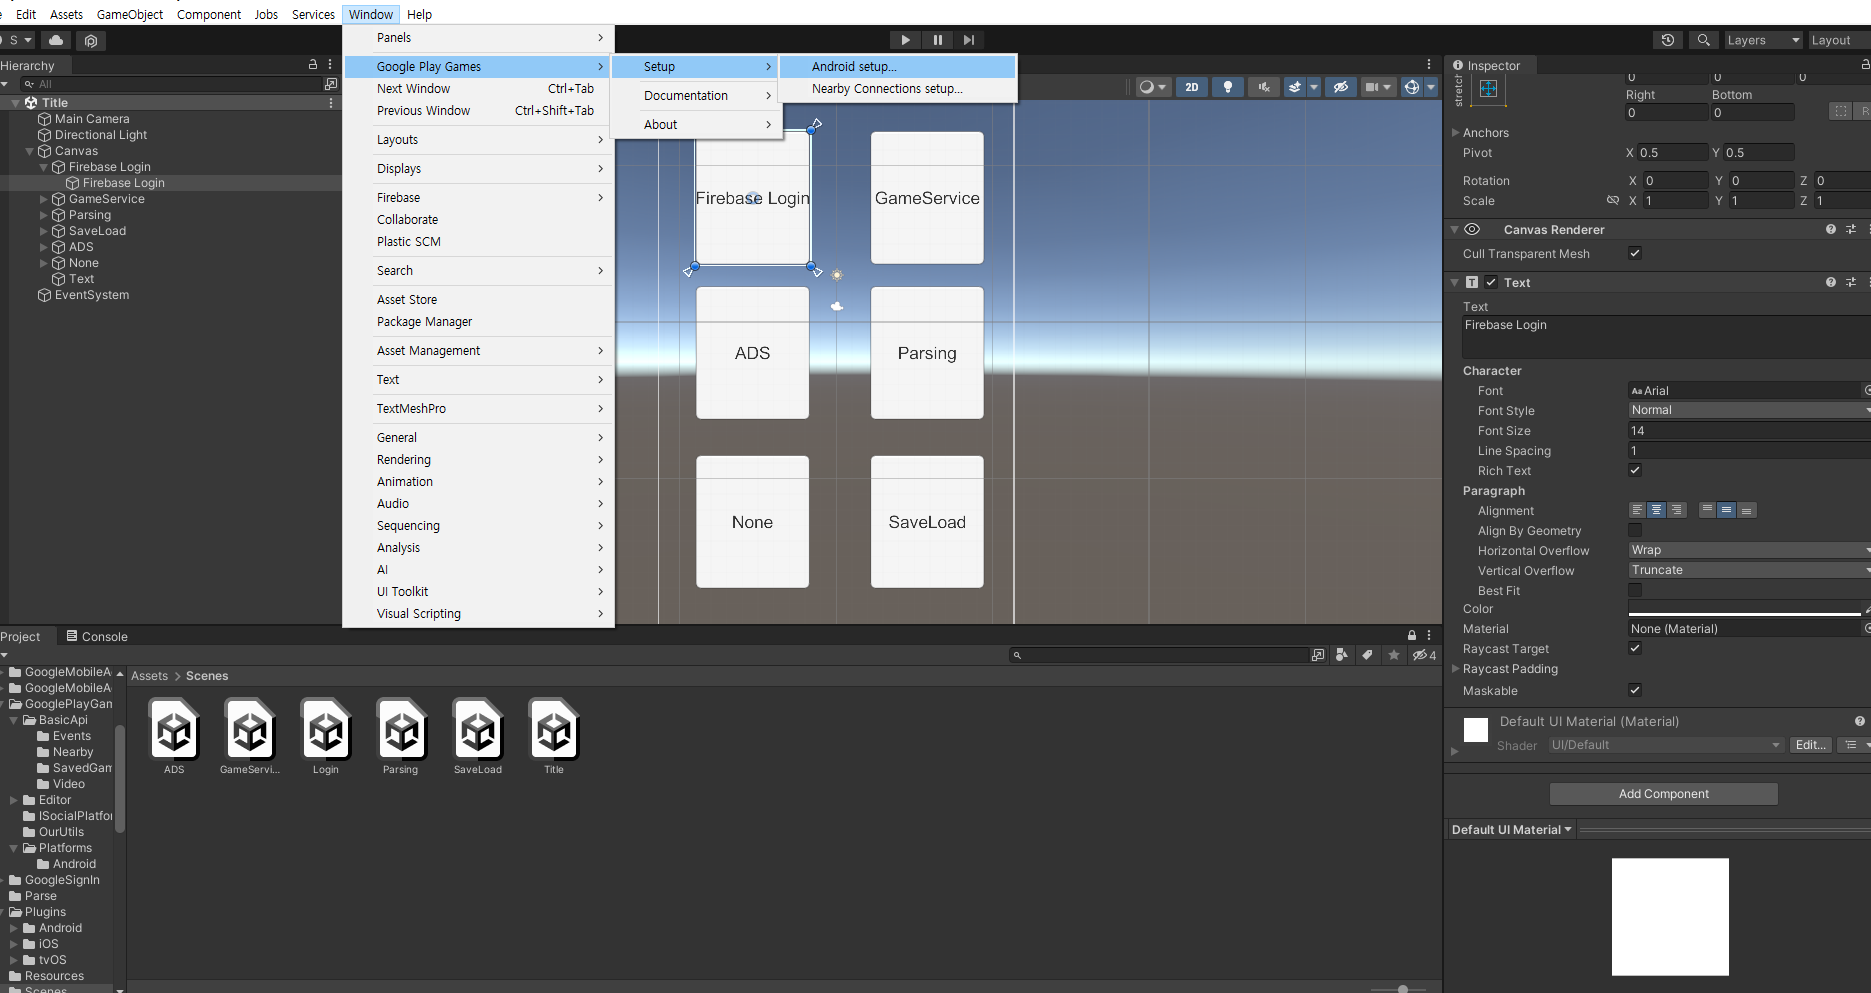 Edit Assets GameObject Component Jobs Services Window Help
S Layers Layout
Panels
Google Play Games
Next Window Ctrl+Tab
Previous Window Ctrl+Shift+Tab
Layouts
Displays
Firebase
Collaborate
Plastic SCM
Search
Asset Store
Package Manager
Asset Management
Text
TextMeshPro
General
Rendering
Animation
Audio
Sequencing
Analysis
AI
UI Toolkit
Visual Scripting
Setup
Documentation
About
Android setup...
Nearby Connections setup...
Hierarchy
All
Title
Main Camera
Directional Light
Canvas
Firebase Login
Firebase Login
GameService
Parsing
SaveLoad
ADS
None
Text
EventSystem
2D
Firebase Login GameService
ADS Parsing
None SaveLoad
Inspector
stretch
0 0 0
Right Bottom
0 0
R
Anchors
Pivot X 0.5 Y 0.5
Rotation X 0 Y 0 Z 0
Scale X 1 Y 1 Z 1
Canvas Renderer
Cull Transparent Mesh
T Text
Text
Firebase Login
Character
Font Aa Arial
Font Style Normal
Font Size 14
Line Spacing 1
Rich Text
Paragraph
Alignment
Align By Geometry
Horizontal Overflow Wrap
Vertical Overflow Truncate
Best Fit
Color
Material None (Material)
Raycast Target
Raycast Padding
Maskable
Default UI Material (Material)
Shader UI/Default Edit...
Add Component
Default UI Material
Project Console
4
GoogleMobileA
GoogleMobileA
GooglePlayGan
BasicApi
Events
Nearby
SavedGam
Video
Editor
ISocialPlatfor
OurUtils
Platforms
Android
GoogleSignIn
Parse
Plugins
Android
iOS
tvOS
Resources
Scenes
Assets > Scenes
ADS GameServi... Login Parsing SaveLoad Title